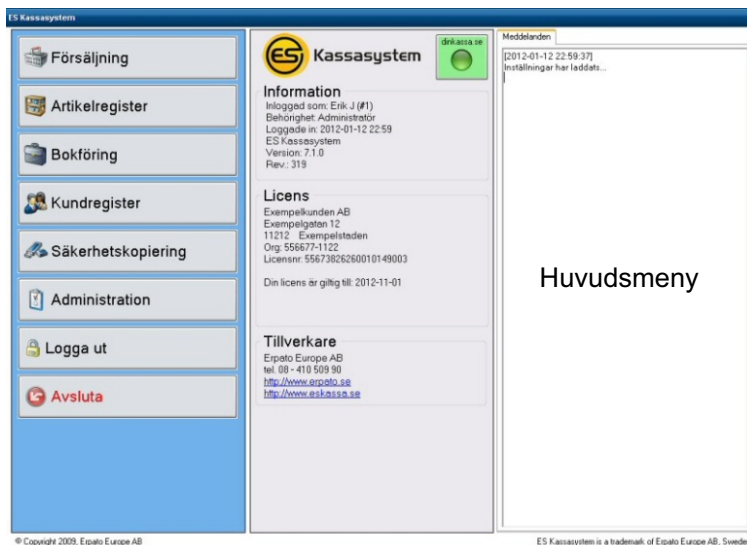 ES Kassasystem
Försäljning
Artikelregister
Bokföring
Kundregister
Säkerhetskopiering
Administration
Logga ut
Avsluta
ES Kassasystem
dinkassa.se
Information
Inloggad som: Erik J (#1)
Behörighet: Administratör
Loggade in: 2012-01-12 22:59
ES Kassasystem
Version: 7.1.0
Rev.: 319
Licens
Exempelkunden AB
Exempelgatan 12
11212 Exempelstaden
Org: 556677-1122
Licensnr: 55673826260010149003
Din licens är giltig till: 2012-11-01
Tillverkare
Erpato Europe AB
tel. 08 - 410 509 90
http://www.erpato.se
http://www.eskassa.se
Meddelanden
[2012-01-12 22:59:37]
Inställningar har laddats...
Huvudsmeny
© Copyright 2009, Erpato Europe AB
ES Kassasystem is a trademark of Erpato Europe AB, Swede